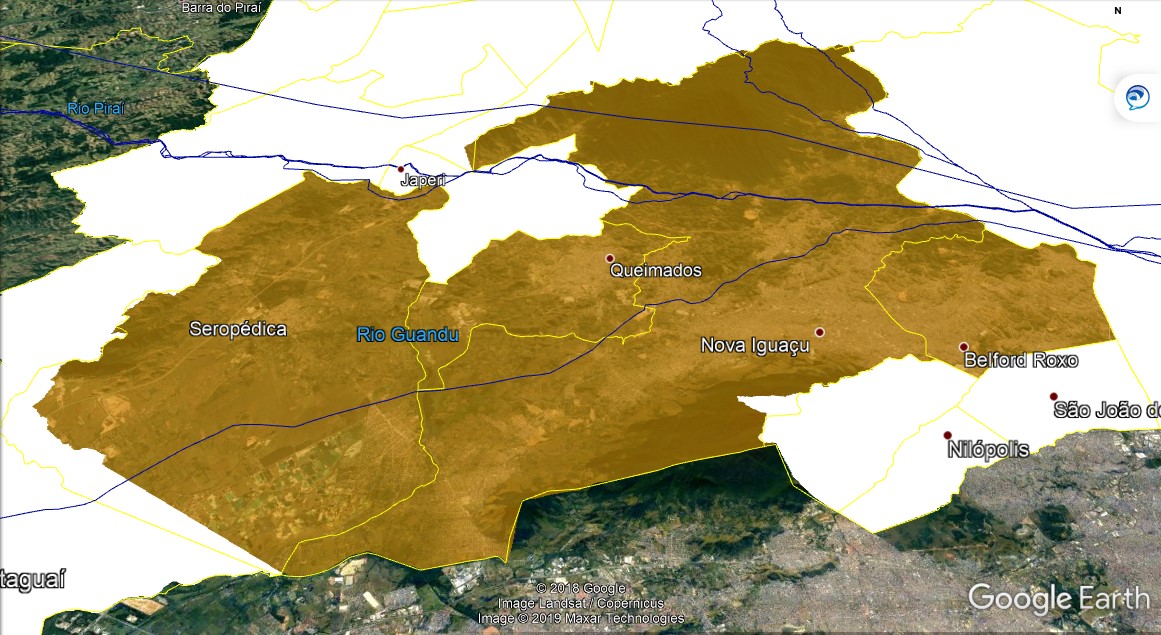 Barra do Piraí
N
Rio Piraí
Japeri
Queimados
Seropédica
Rio Guandu
Nova Iguaçu
Belford Roxo
São João de
Nilópolis
taguaí
© 2018 Google
Image Landsat / Copernicus
Image © 2019 Maxar Technologies
Google Earth